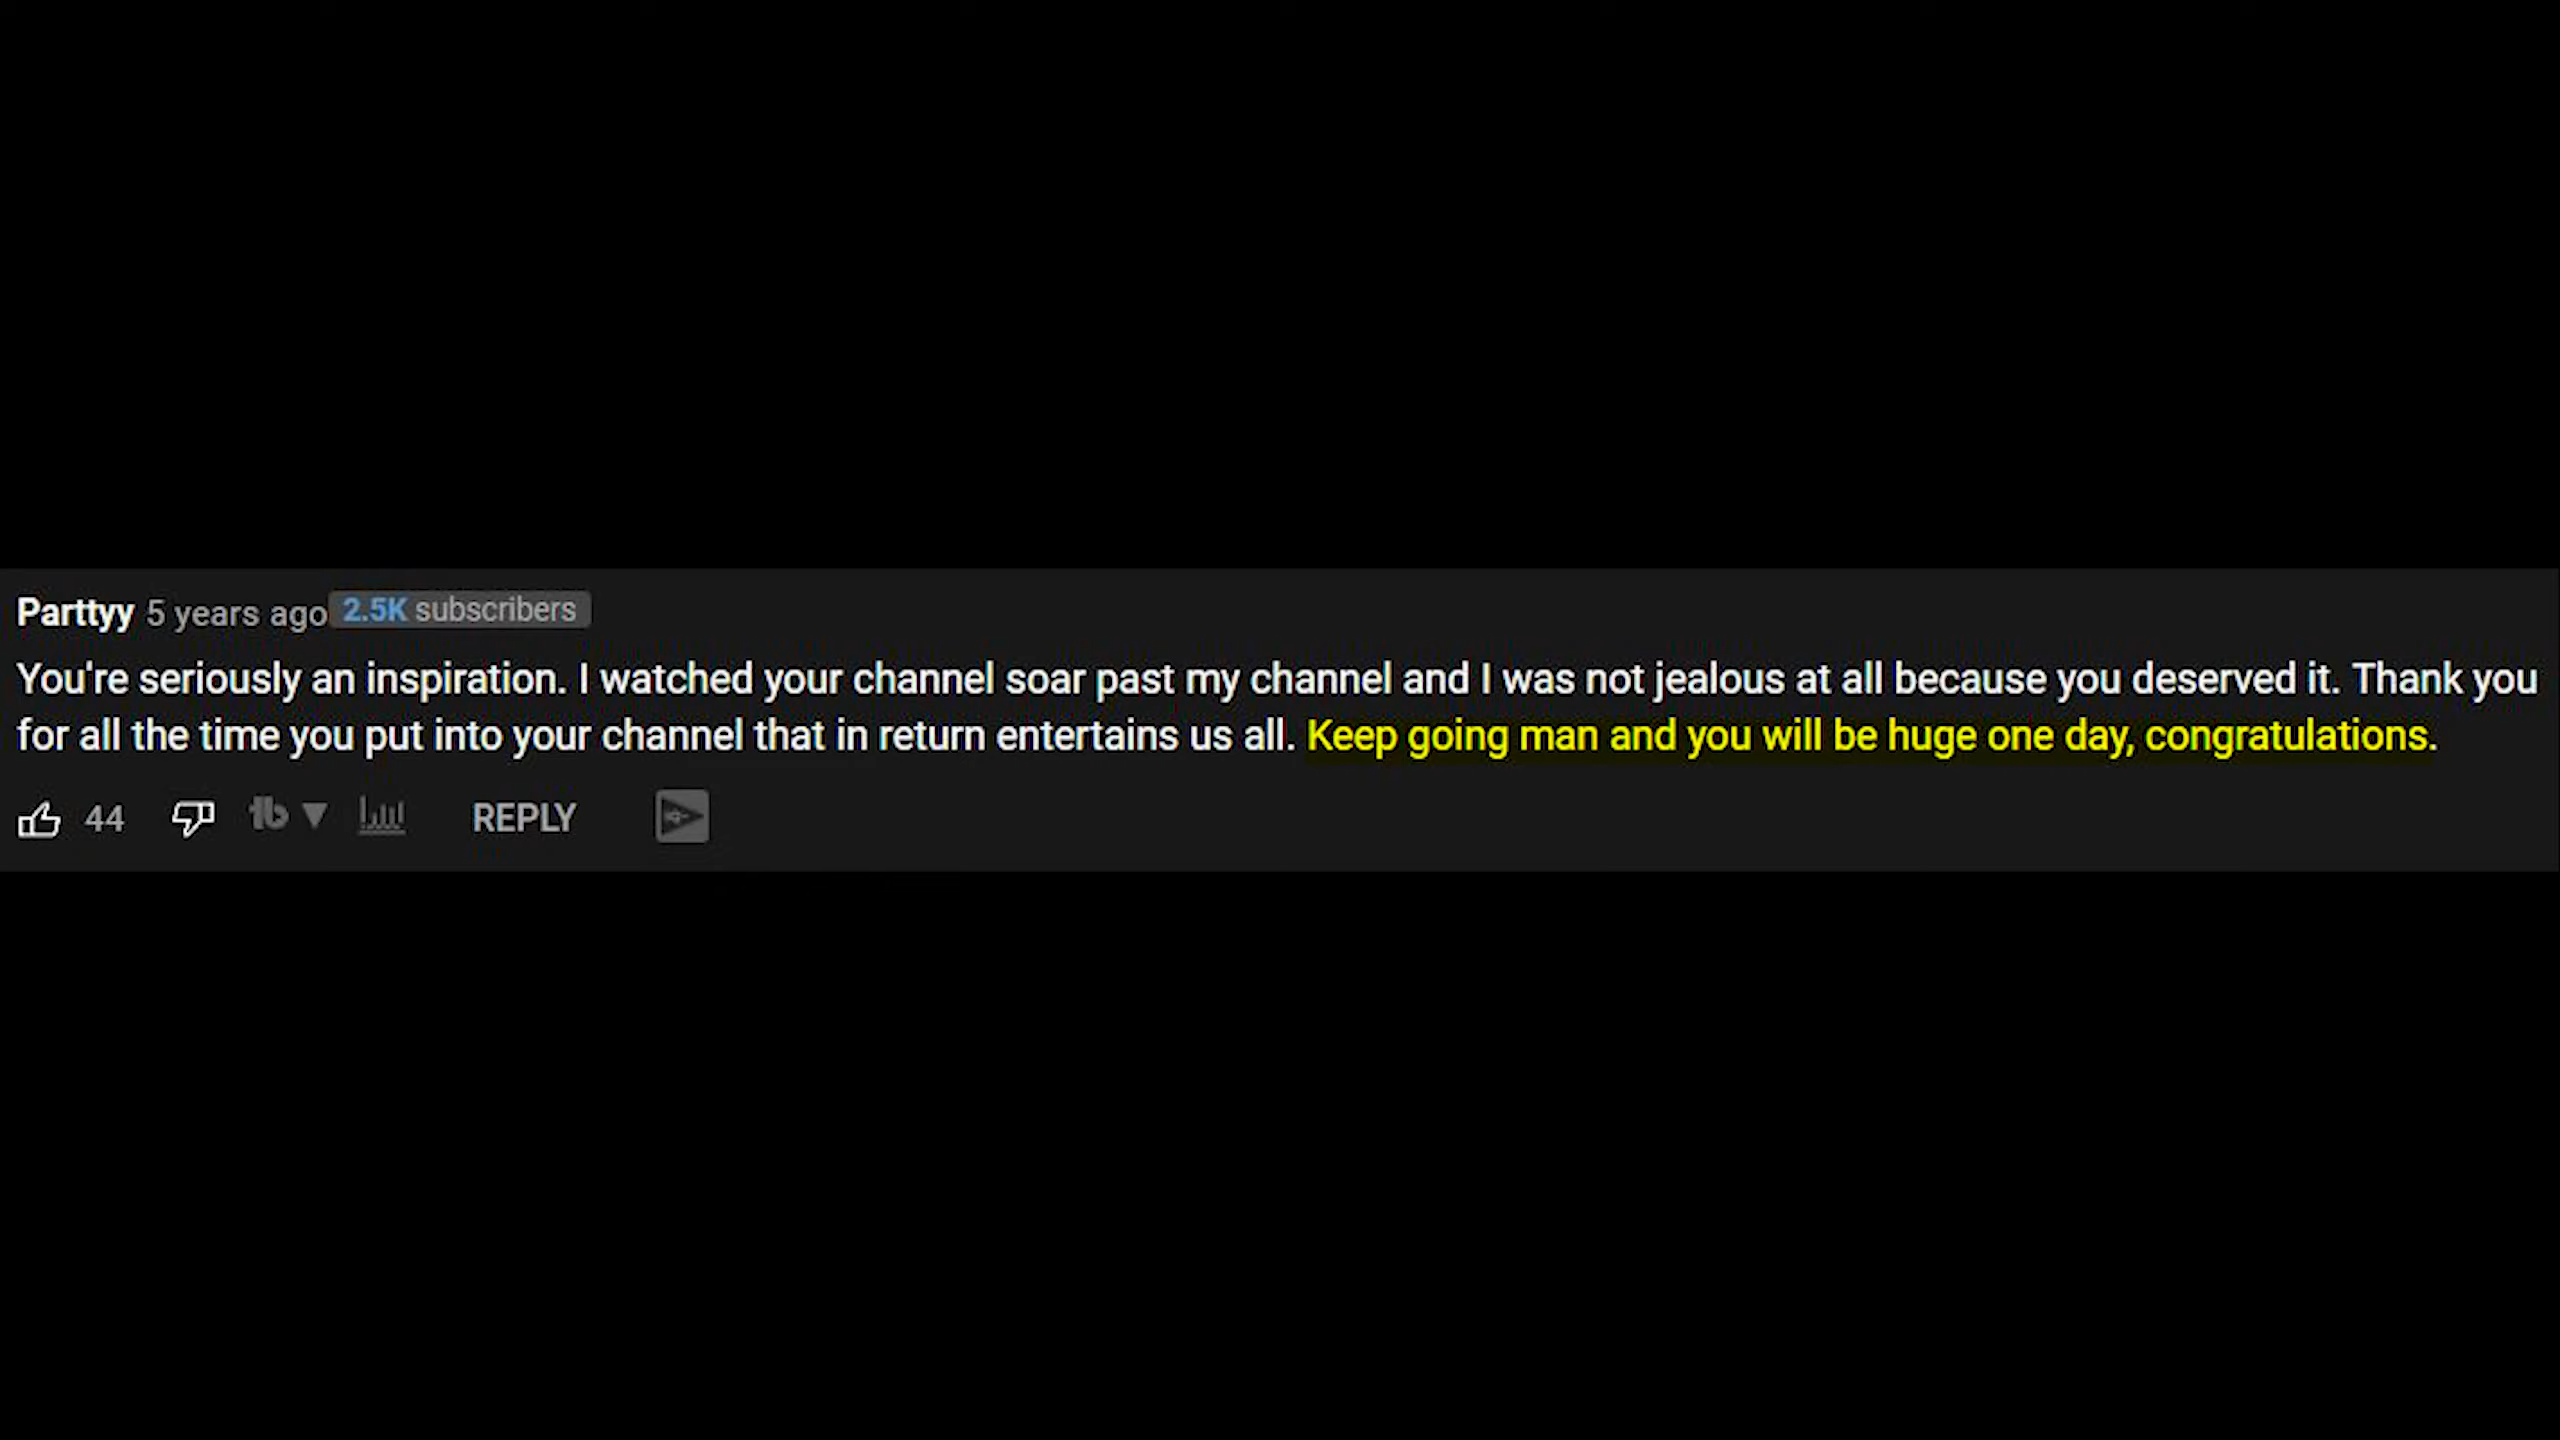 Parttyy 5 years ago 2.5K subscribers
You're seriously an inspiration. I watched your channel soar past my channel and I was not jealous at all because you deserved it. Thank you
for all the time you put into your channel that in return entertains us all. Keep going man and you will be huge one day, congratulations.
44 tb REPLY